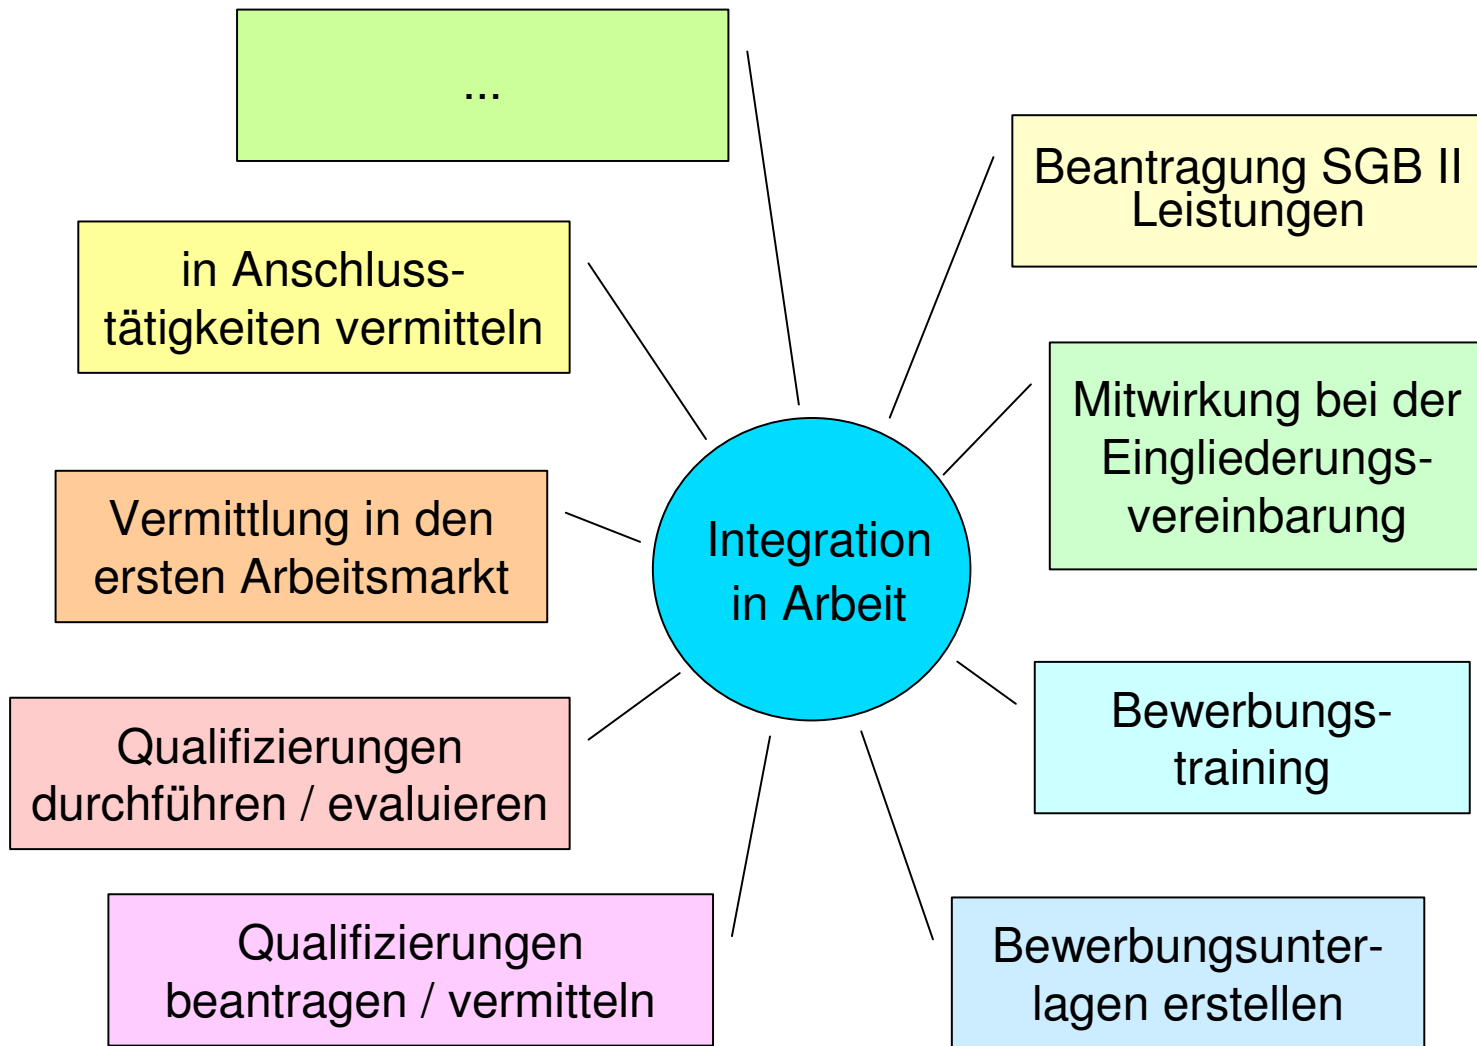 ...
Beantragung SGB II
Leistungen
in Anschluss-
tätigkeiten vermitteln
Mitwirkung bei der
Eingliederungs-
vereinbarung
Vermittlung in den
ersten Arbeitsmarkt
Integration
in Arbeit
Bewerbungs-
training
Qualifizierungen
durchführen / evaluieren
Qualifizierungen
beantragen / vermitteln
Bewerbungsunter-
lagen erstellen